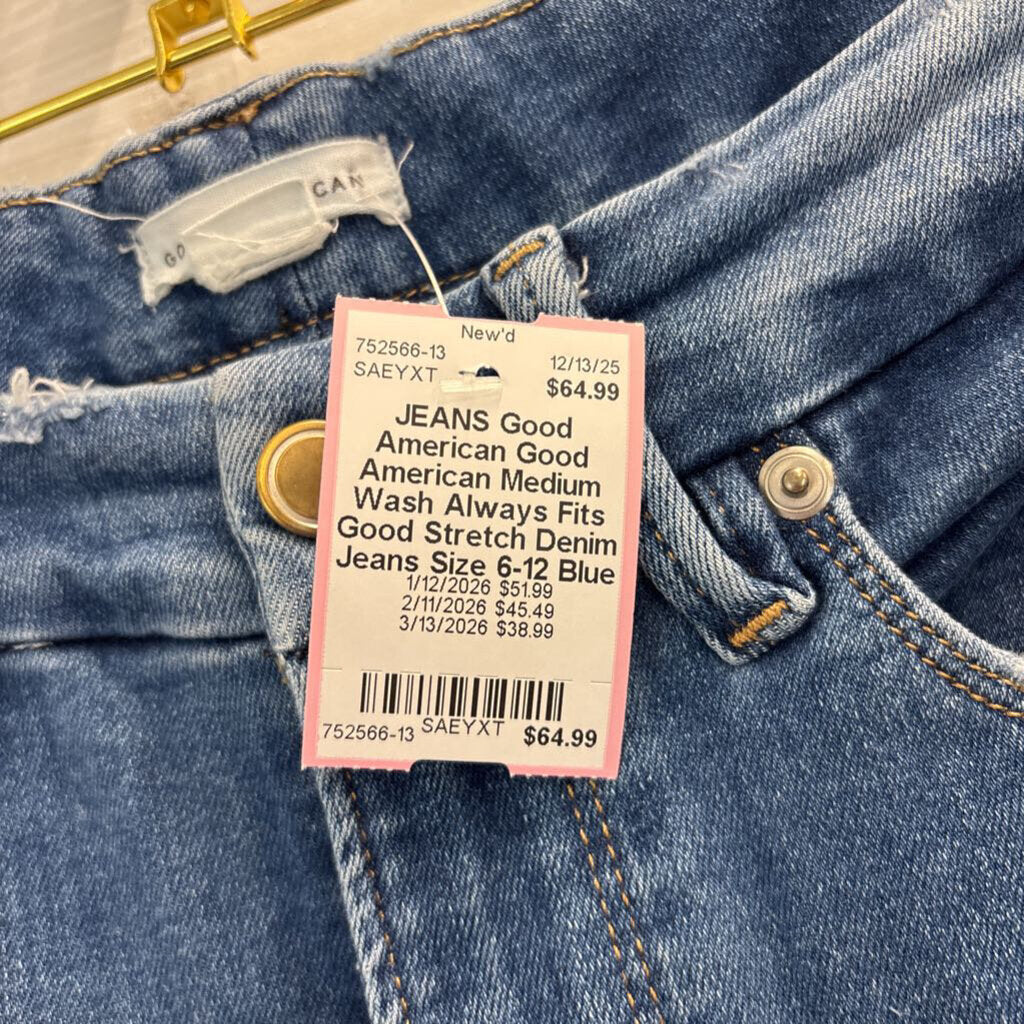 GO CAN
New'd
752566-13 12/13/25
SAEYXT $64.99
JEANS Good
American Good
American Medium
Wash Always Fits
Good Stretch Denim
Jeans Size 6-12 Blue
1/12/2026 $51.99
2/11/2026 $45.49
3/13/2026 $38.99
752566-13 SAEYXT $64.99